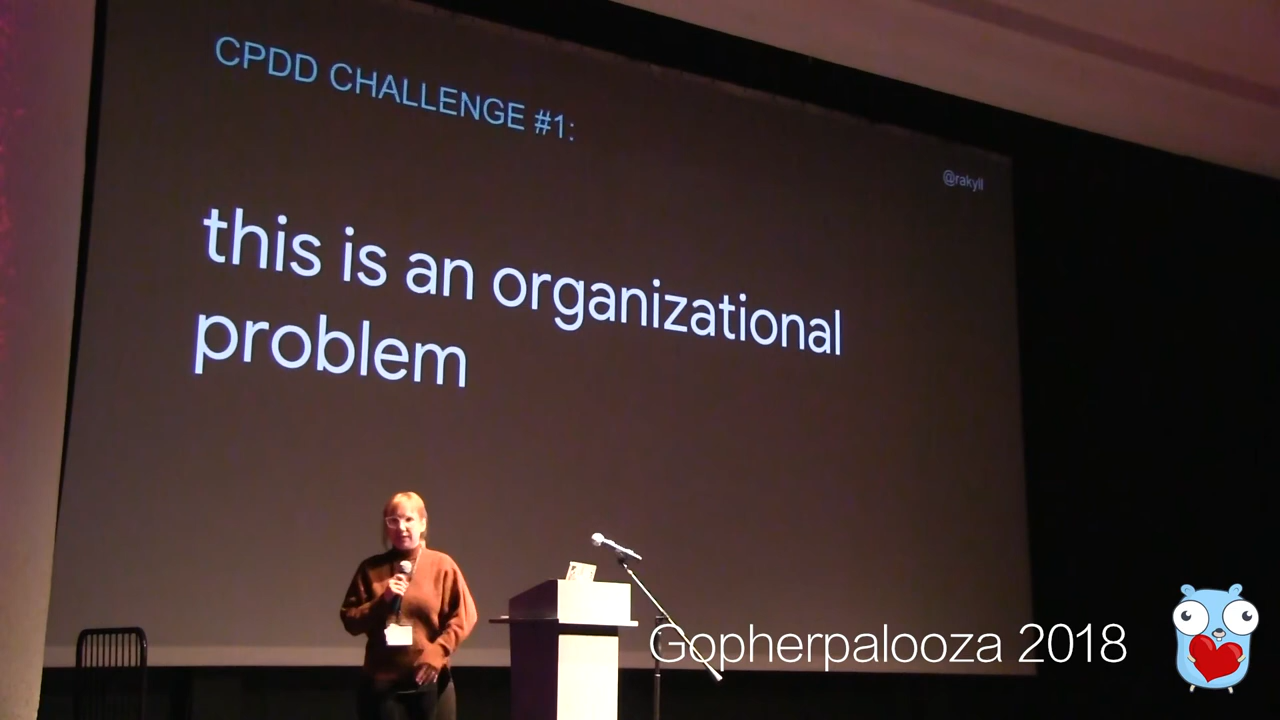 CPDD CHALLENGE #1:
@rakyll
this is an organizational
problem
Gopherpalooza 2018